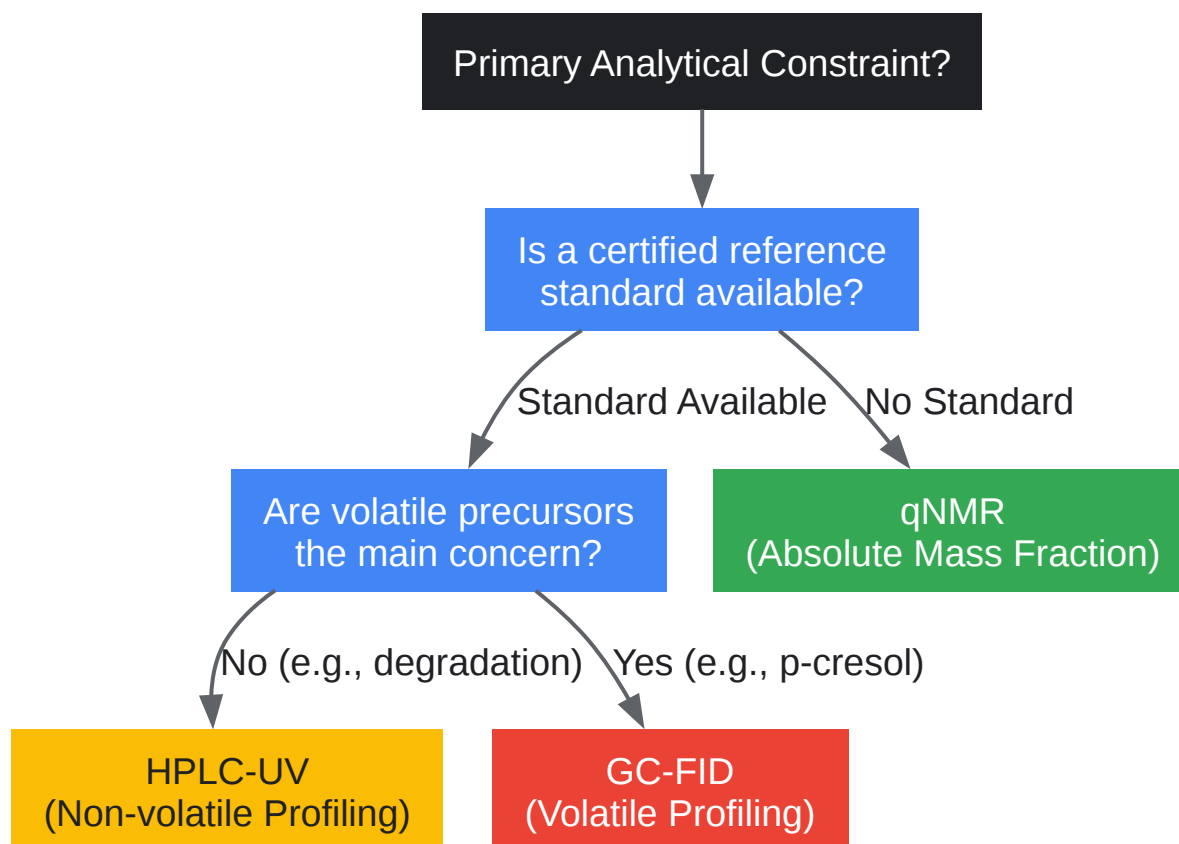 Primary Analytical Constraint?
Is a certified reference
standard available?
Standard Available
No Standard
Are volatile precursors
the main concern?
qNMR
(Absolute Mass Fraction)
No (e.g., degradation)
Yes (e.g., p-cresol)
HPLC-UV
(Non-volatile Profiling)
GC-FID
(Volatile Profiling)